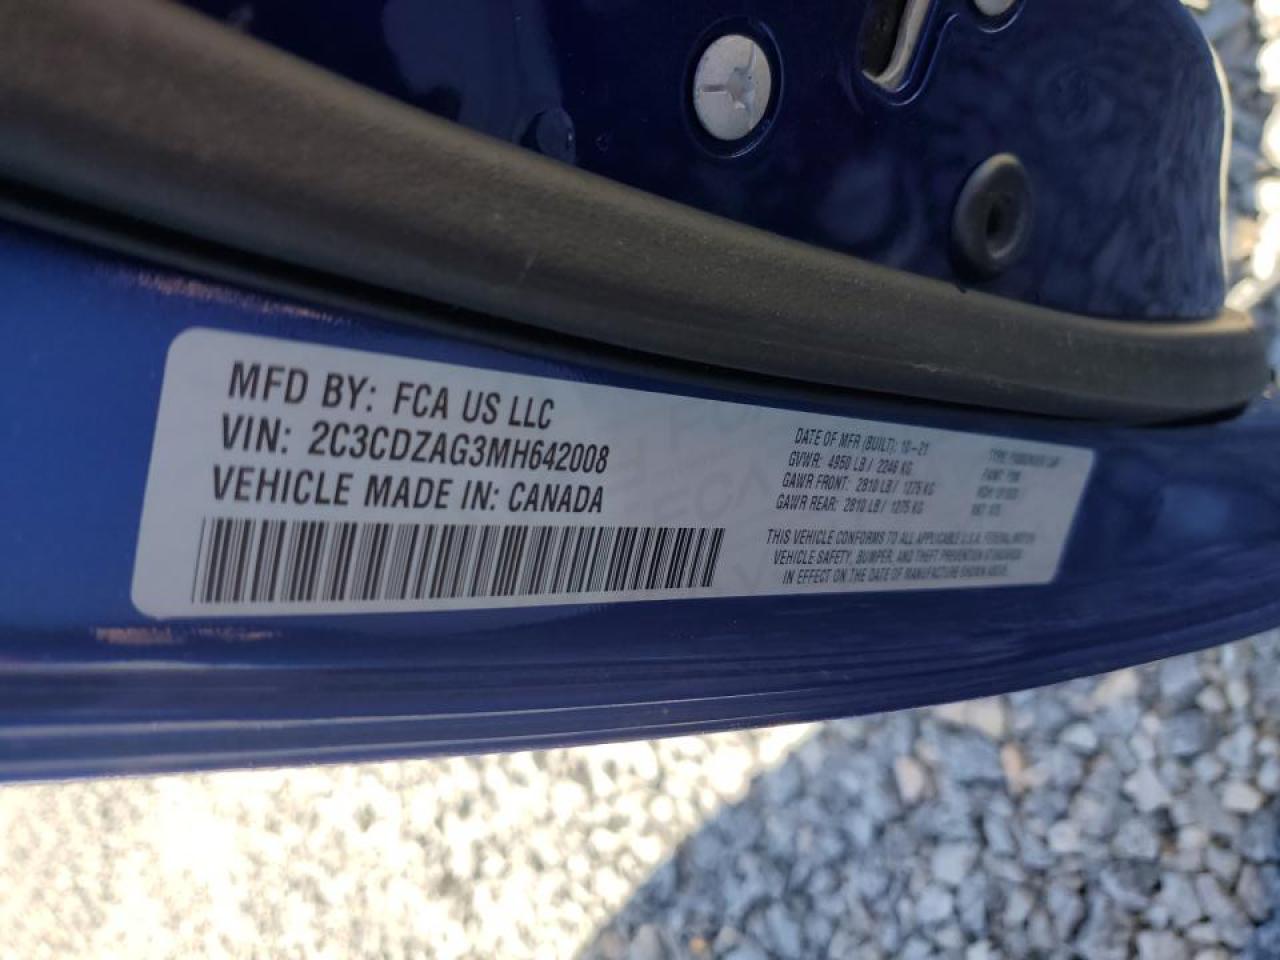 MFD BY: FCA US LLC
VIN: 2C3CDZAG3MH642008
VEHICLE MADE IN: CANADA
DATE OF MFR (BUILT): 10-21
GVWR: 4950 LB / 2246 KG
GAWR FRONT: 2810 LB / 1275 KG
GAWR REAR: 2810 LB / 1275 KG
TYPE: PASSENGER CAR
THIS VEHICLE CONFORMS TO ALL APPLICABLE U.S.A. FEDERAL MOTOR
VEHICLE SAFETY, BUMPER, AND THEFT PREVENTION STANDARDS
IN EFFECT ON THE DATE OF MANUFACTURE SHOWN ABOVE.